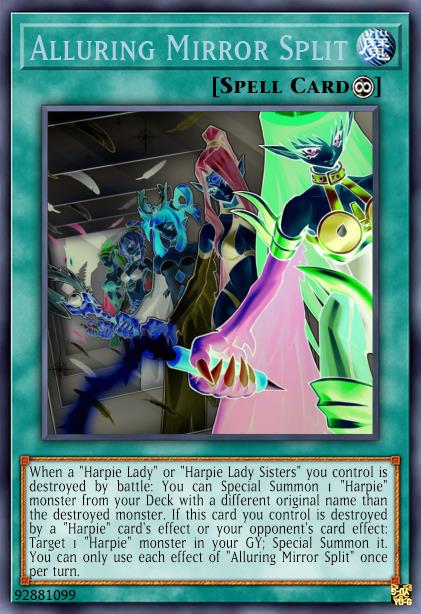 ALLURING MIRROR SPLIT
[SPELL CARD]
When a "Harpie Lady" or "Harpie Lady Sisters" you control is
destroyed by battle: You can Special Summon 1 "Harpie"
monster from your Deck with a different original name than
the destroyed monster. If this card you control is destroyed
by a "Harpie" card's effect or your opponent's card effect:
Target 1 "Harpie" monster in your GY; Special Summon it.
You can only use each effect of "Alluring Mirror Split" once
per turn.
92881099